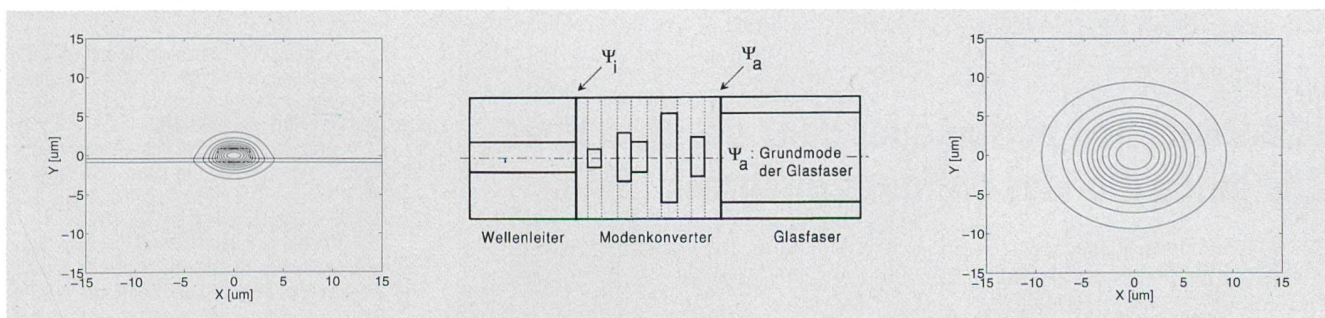 15
10
5
0
−5
−10
−15
Y [um]
−15 −10 −5 0 5 10 15
X [um]
Ψi
Ψa
Ψa : Grundmode
der Glasfaser
Wellenleiter Modenkonverter Glasfaser
15
10
5
0
−5
−10
−15
Y [um]
−15 −10 −5 0 5 10 15
X [um]